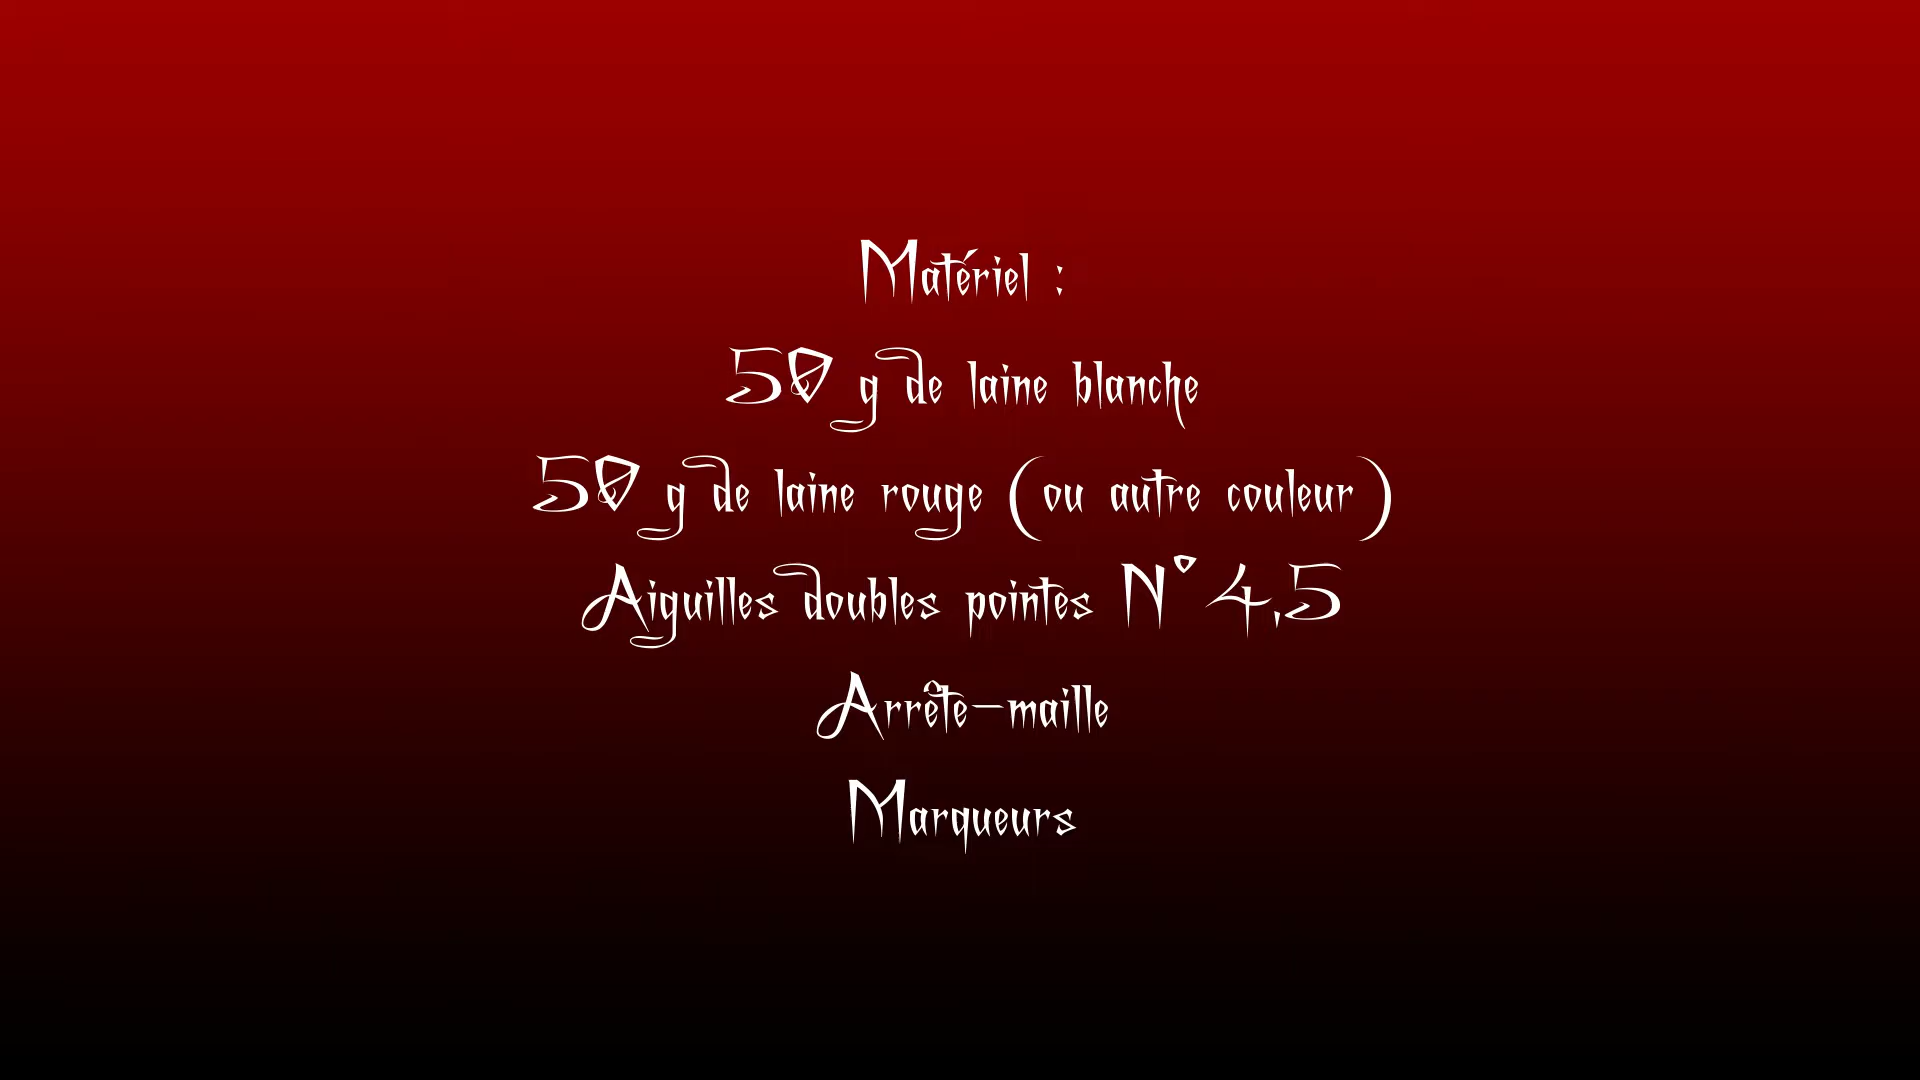 Matériel :
50 g de laine blanche
50 g de laine rouge (ou autre couleur)
Aiguilles doubles pointes N° 4,5
Arrête-maille
Marqueurs